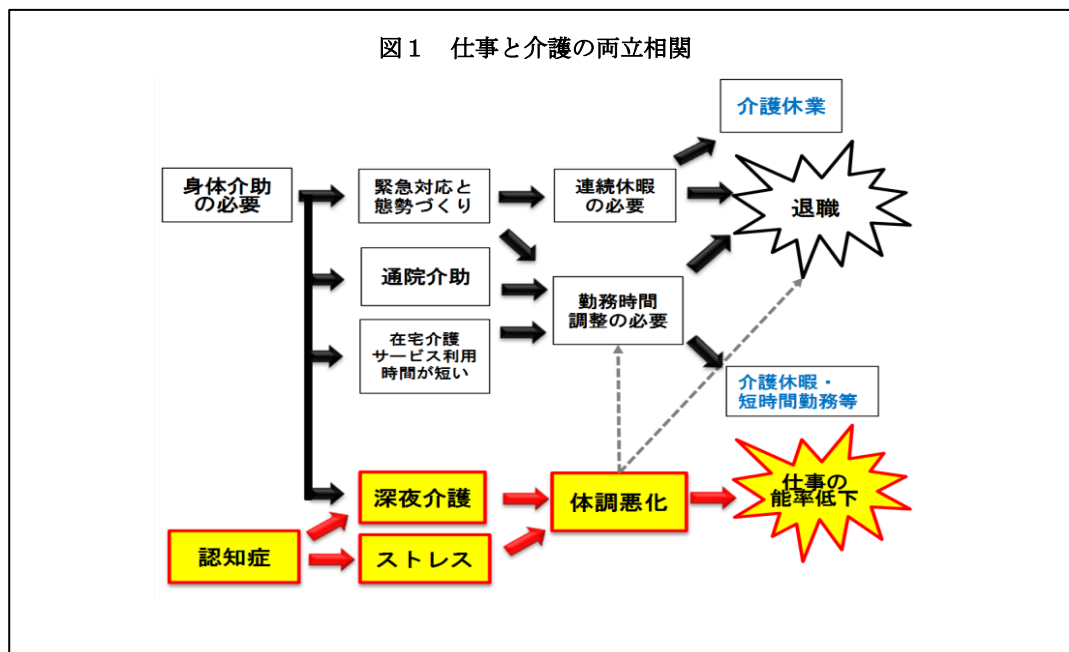 図１　仕事と介護の両立相関
介護休業
身体介助
の必要
緊急対応と
態勢づくり
連続休暇
の必要
退職
通院介助
勤務時間
調整の必要
在宅介護
サービス利用
時間が短い
介護休暇・
短時間勤務等
深夜介護
体調悪化
仕事の
能率低下
認知症
ストレス